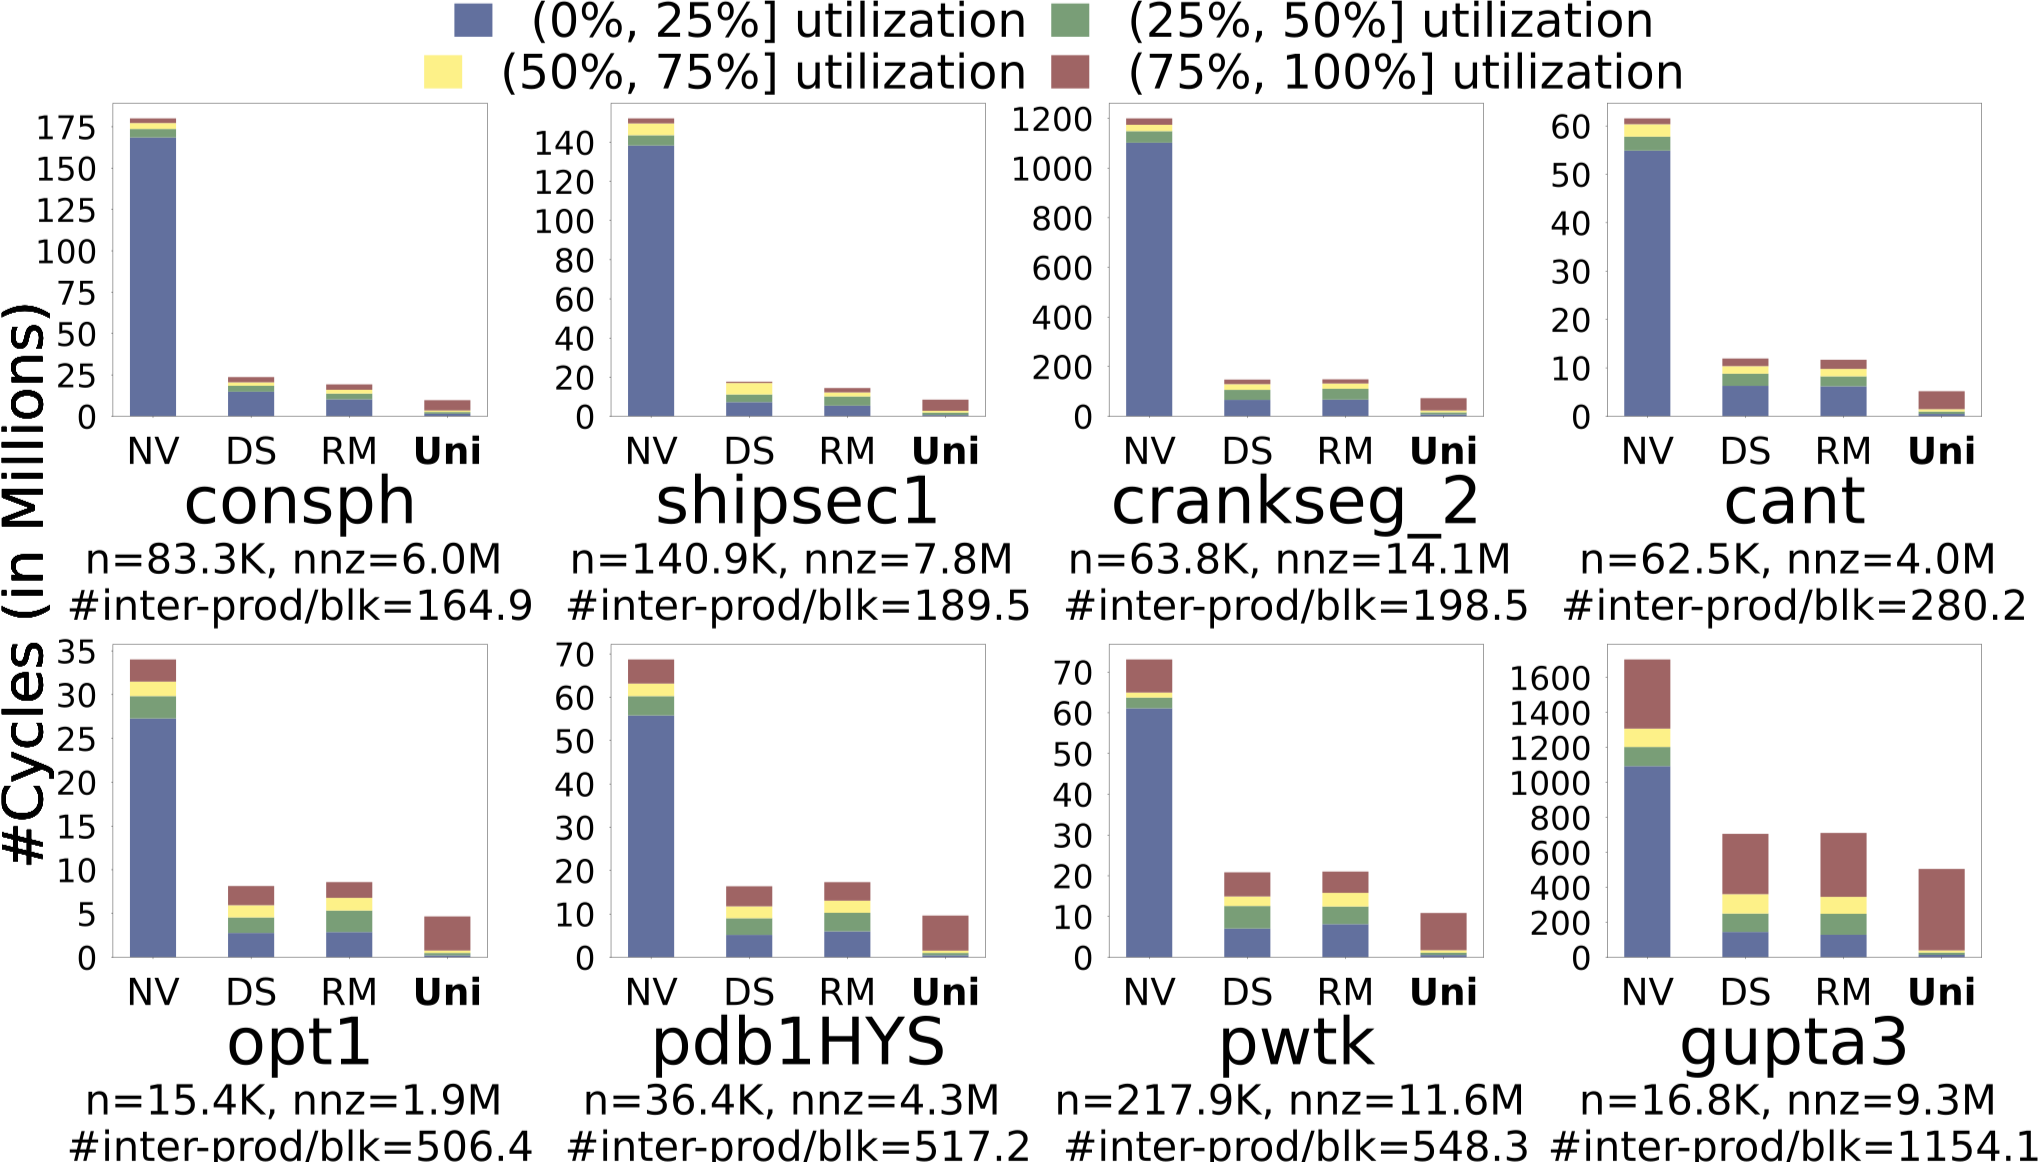 (0%, 25%] utilization (25%, 50%] utilization
(50%, 75%] utilization (75%, 100%] utilization
#Cycles (in Millions)
175
150
125
100
75
50
25
0
NV DS RM Uni
consph
n=83.3K, nnz=6.0M
#inter-prod/blk=164.9
140
120
100
80
60
40
20
0
NV DS RM Uni
shipsec1
n=140.9K, nnz=7.8M
#inter-prod/blk=189.5
1200
1000
800
600
400
200
0
NV DS RM Uni
crankseg_2
n=63.8K, nnz=14.1M
#inter-prod/blk=198.5
60
50
40
30
20
10
0
NV DS RM Uni
cant
n=62.5K, nnz=4.0M
#inter-prod/blk=280.2
35
30
25
20
15
10
5
0
NV DS RM Uni
opt1
n=15.4K, nnz=1.9M
#inter-prod/blk=506.4
70
60
50
40
30
20
10
0
NV DS RM Uni
pdb1HYS
n=36.4K, nnz=4.3M
#inter-prod/blk=517.2
70
60
50
40
30
20
10
0
NV DS RM Uni
pwtk
n=217.9K, nnz=11.6M
#inter-prod/blk=548.3
1600
1400
1200
1000
800
600
400
200
0
NV DS RM Uni
gupta3
n=16.8K, nnz=9.3M
#inter-prod/blk=1154.1